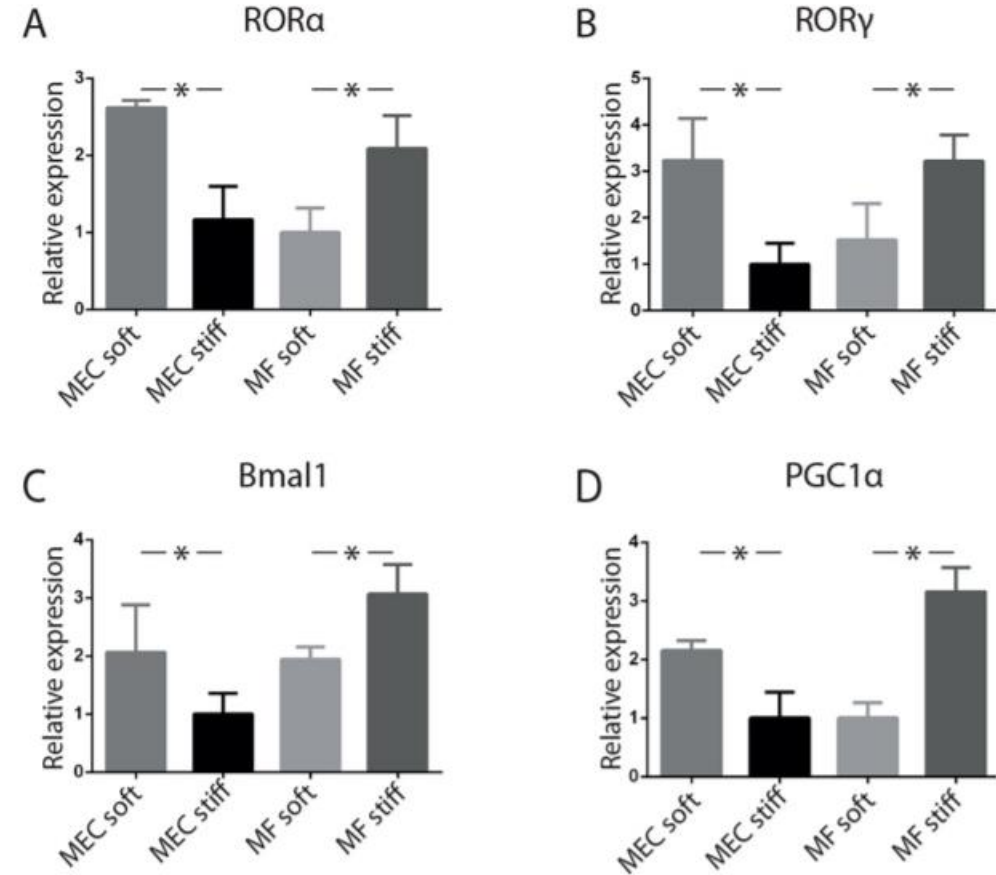 A
RORα
Relative expression
3
2
1
0
*
*
MEC soft
MEC stiff
MF soft
MF stiff
B
RORγ
Relative expression
5
4
3
2
1
0
*
*
MEC soft
MEC stiff
MF soft
MF stiff
C
Bmal1
Relative expression
4
3
2
1
0
*
*
MEC soft
MEC stiff
MF soft
MF stiff
D
PGC1α
Relative expression
4
3
2
1
0
*
*
MEC soft
MEC stiff
MF soft
MF stiff